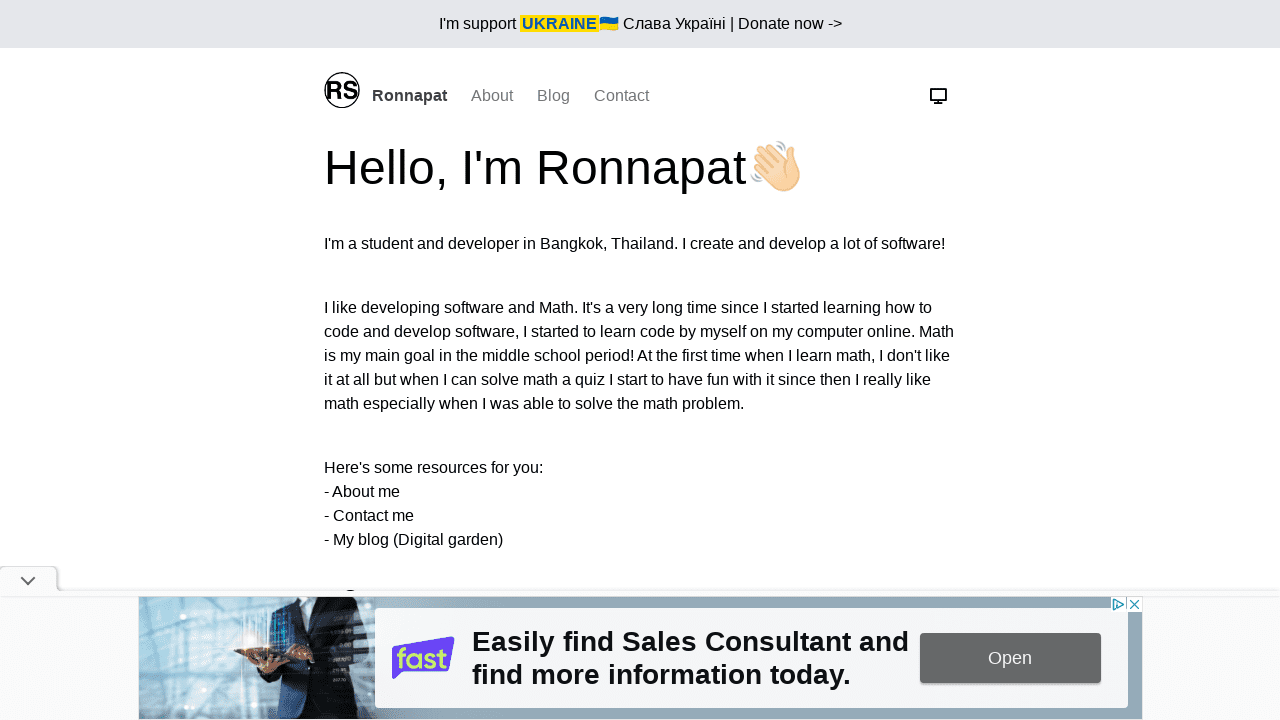 I'm support UKRAINE🇺🇦 Слава Україні | Donate now ->
RS Ronnapat About Blog Contact
Hello, I'm Ronnapat👋🏻
I'm a student and developer in Bangkok, Thailand. I create and develop a lot of software!
I like developing software and Math. It's a very long time since I started learning how to
code and develop software, I started to learn code by myself on my computer online. Math
is my main goal in the middle school period! At the first time when I learn math, I don't like
it at all but when I can solve math a quiz I start to have fun with it since then I really like
math especially when I was able to solve the math problem.
Here's some resources for you:
- About me
- Contact me
- My blog (Digital garden)
fast
Easily find Sales Consultant and
find more information today.
Open